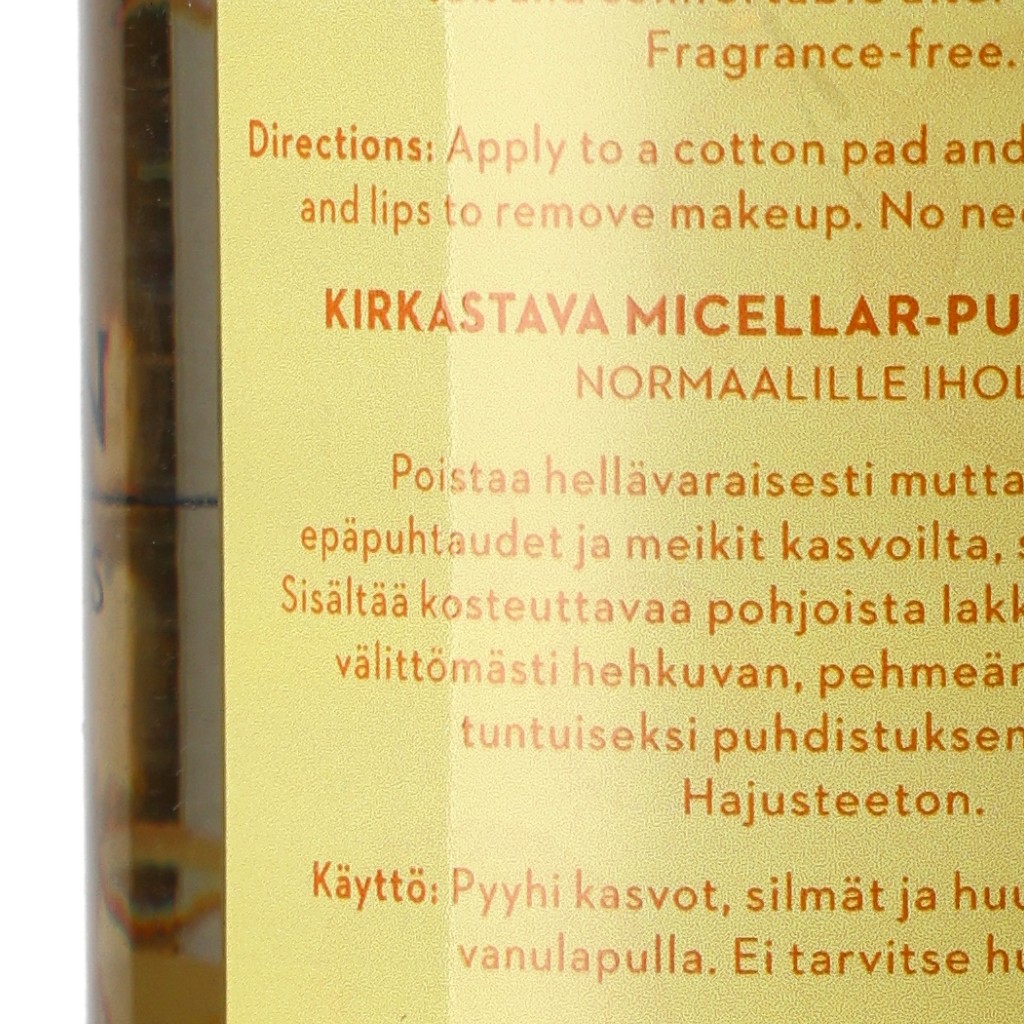 Fragrance-free.
Directions: Apply to a cotton pad and
and lips to remove makeup. No
KIRKASTAVA MICELLAR-PU
NORMAALILLE IHOL
Poistaa hellävaraisesti mutta
epäpuhtaudet ja meikit kasvoilta, s
Sisältää kosteuttavaa pohjoista lakk
välittömästi hehkuvan, pehmeän
tuntuiseksi puhdistuksen
Hajusteeton.
Käyttö: Pyyhi kasvot, silmät ja huu
vanulapulla. Ei tarvitse hu